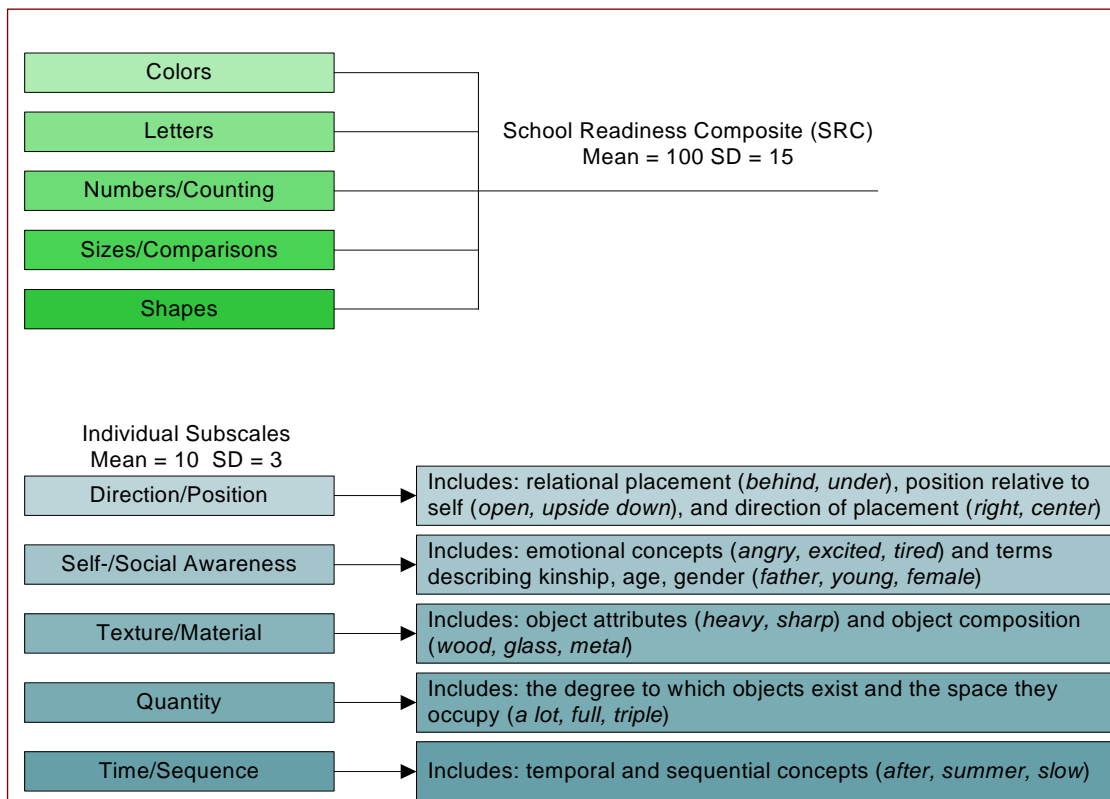 Colors
Letters
School Readiness Composite (SRC)
Mean = 100 SD = 15
Numbers/Counting
Sizes/Comparisons
Shapes
Individual Subscales
Mean = 10  SD = 3
Direction/Position
Includes: relational placement (behind, under), position relative to
self (open, upside down), and direction of placement (right, center)
Self-/Social Awareness
Includes: emotional concepts (angry, excited, tired) and terms
describing kinship, age, gender (father, young, female)
Texture/Material
Includes: object attributes (heavy, sharp) and object composition
(wood, glass, metal)
Quantity
Includes: the degree to which objects exist and the space they
occupy (a lot, full, triple)
Time/Sequence
Includes: temporal and sequential concepts (after, summer, slow)